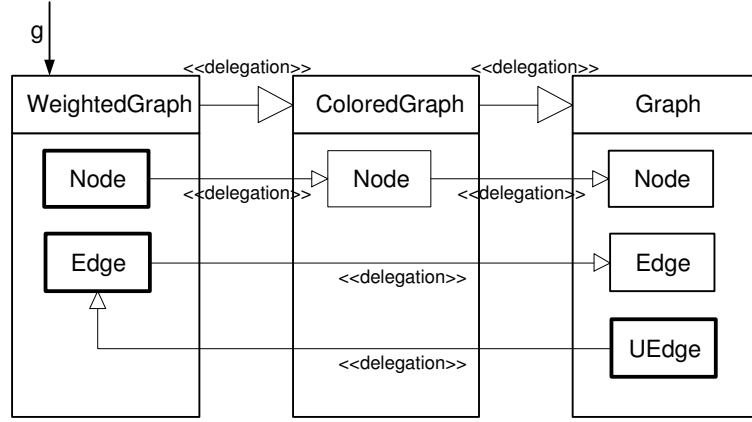 g
<<delegation>>
<<delegation>>
WeightedGraph
ColoredGraph
Graph
Node
Node
Node
<<delegation>>
<<delegation>>
Edge
Edge
<<delegation>>
UEdge
<<delegation>>